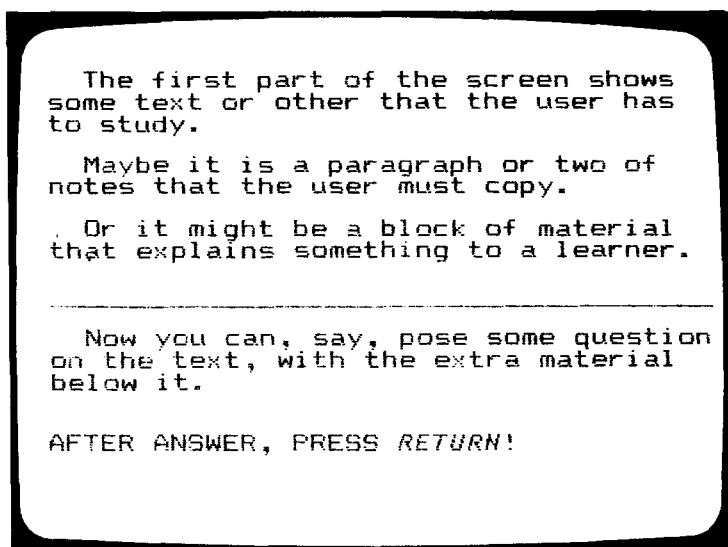 The first part of the screen shows
some text or other that the user has
to study.
Maybe it is a paragraph or two of
notes that the user must copy.
Or it might be a block of material
that explains something to a learner.
Now you can, say, pose some question
on the text, with the extra material
below it.
AFTER ANSWER, PRESS RETURN!